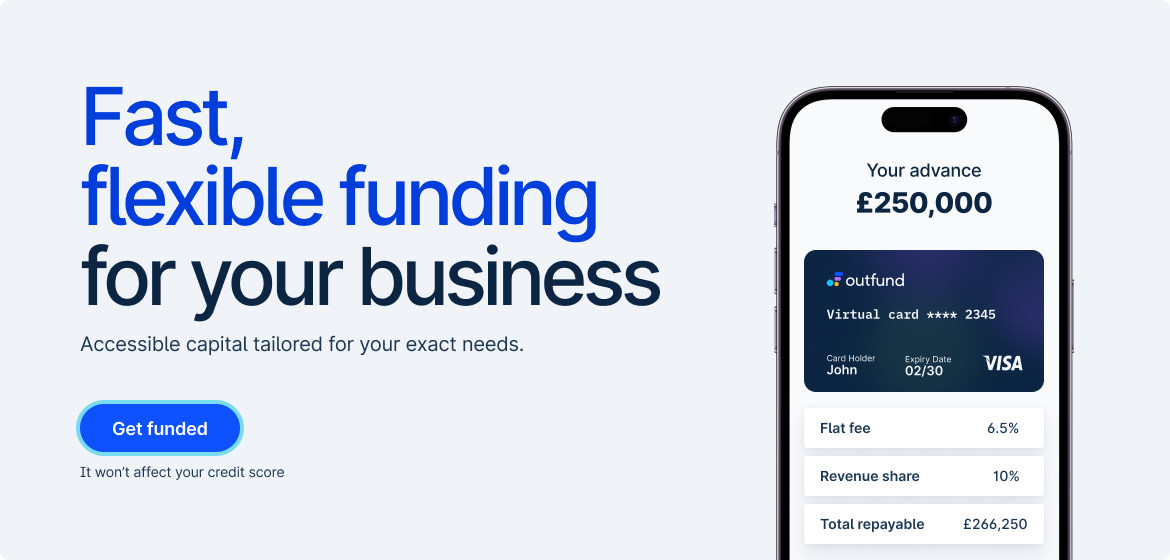 Fast,
flexible funding
for your business
Accessible capital tailored for your exact needs.
Get funded
It won’t affect your credit score
Your advance
£250,000
outfund
Virtual card **** 2345
Card Holder
John
Expiry Date
02/30
VISA
Flat fee 6.5%
Revenue share 10%
Total repayable £266,250